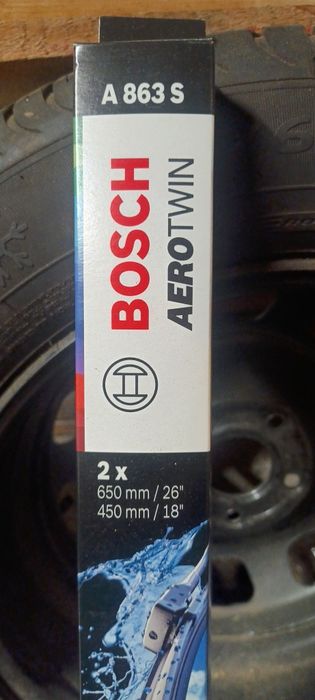 A 863 S
BOSCH
AEROTWIN
2 x
650 mm / 26"
450 mm / 18"